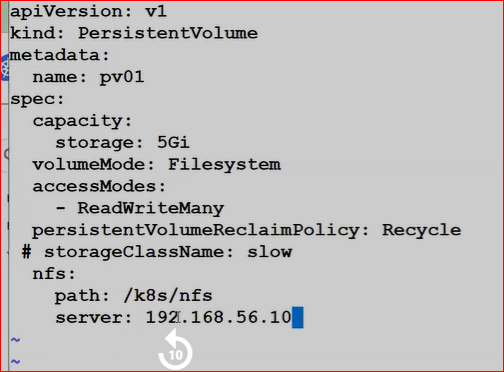 apiVersion: v1
kind: PersistentVolume
metadata:
  name: pv01
spec:
  capacity:
    storage: 5Gi
  volumeMode: Filesystem
  accessModes:
    - ReadWriteMany
  persistentVolumeReclaimPolicy: Recycle
 # storageClassName: slow
  nfs:
    path: /k8s/nfs
    server: 192.168.56.10
~
~
10